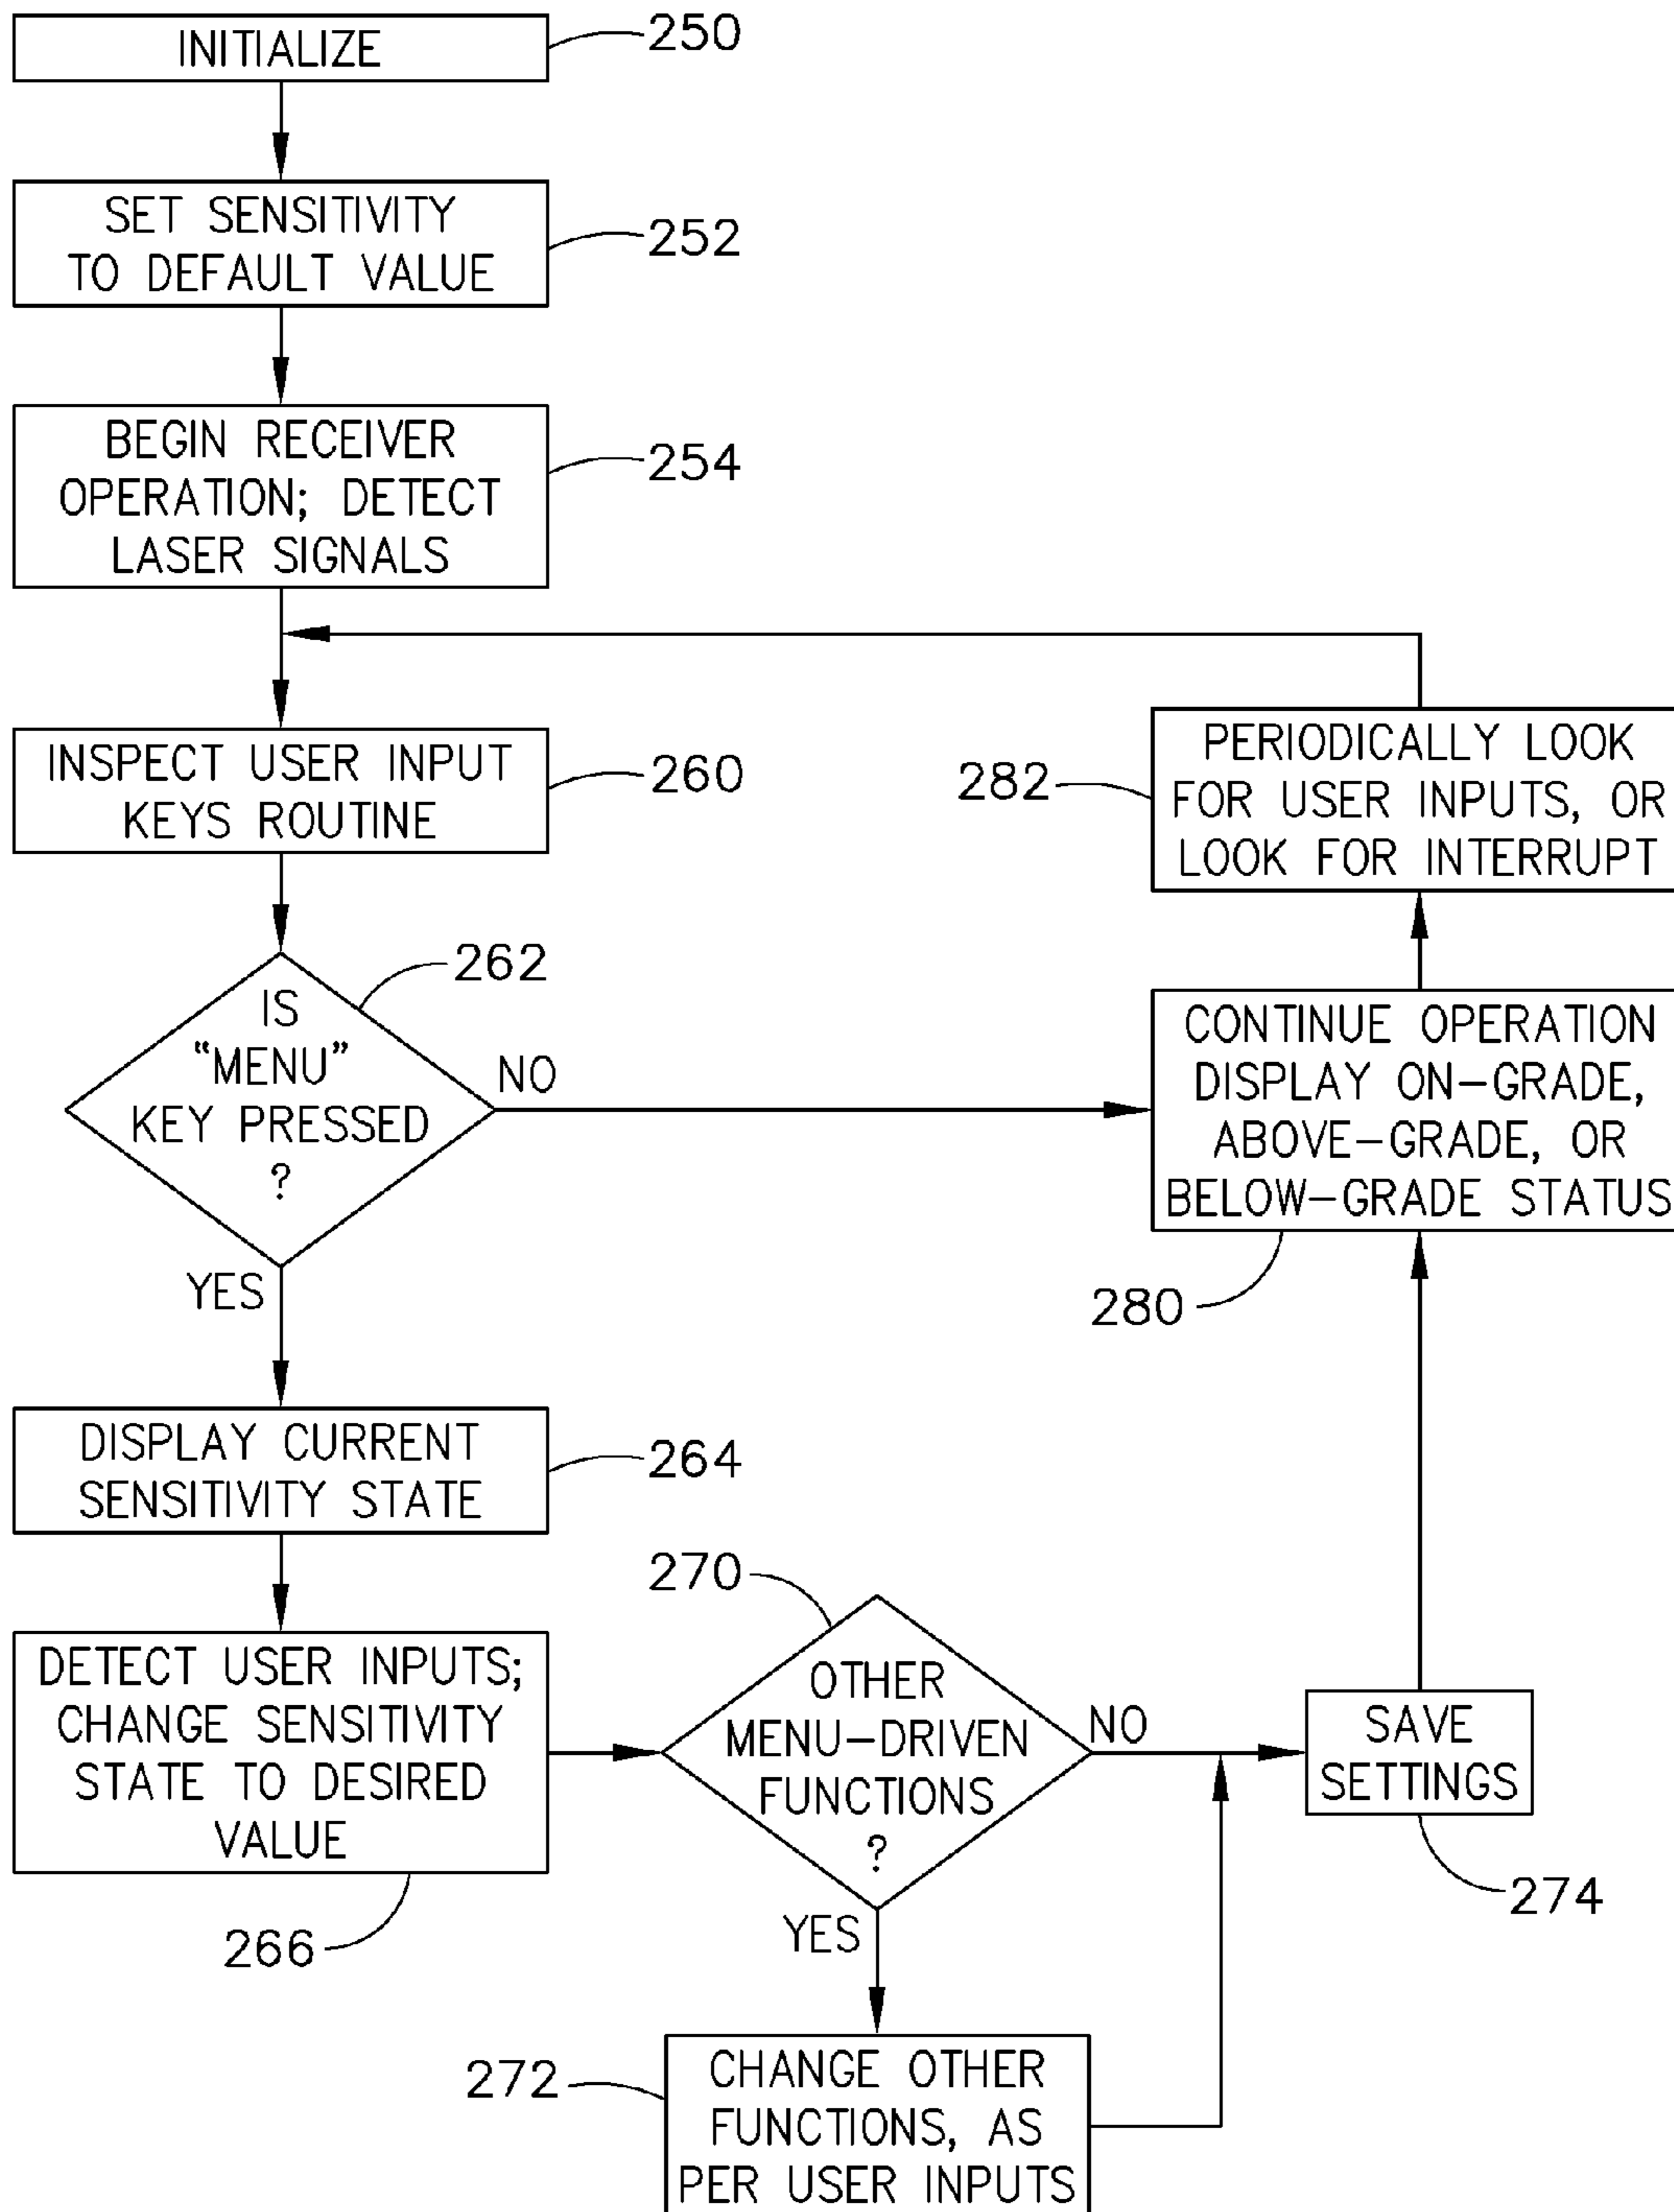 INITIALIZE
250
SET SENSITIVITY
TO DEFAULT VALUE
252
BEGIN RECEIVER
OPERATION; DETECT
LASER SIGNALS
254
INSPECT USER INPUT
KEYS ROUTINE
260
PERIODICALLY LOOK
FOR USER INPUTS, OR
LOOK FOR INTERRUPT
282
IS
“MENU”
KEY PRESSED
?
262
NO
YES
CONTINUE OPERATION
DISPLAY ON-GRADE,
ABOVE-GRADE, OR
BELOW-GRADE STATUS
280
DISPLAY CURRENT
SENSITIVITY STATE
264
DETECT USER INPUTS;
CHANGE SENSITIVITY
STATE TO DESIRED
VALUE
266
270
OTHER
MENU-DRIVEN
FUNCTIONS
?
NO
YES
SAVE
SETTINGS
274
272
CHANGE OTHER
FUNCTIONS, AS
PER USER INPUTS